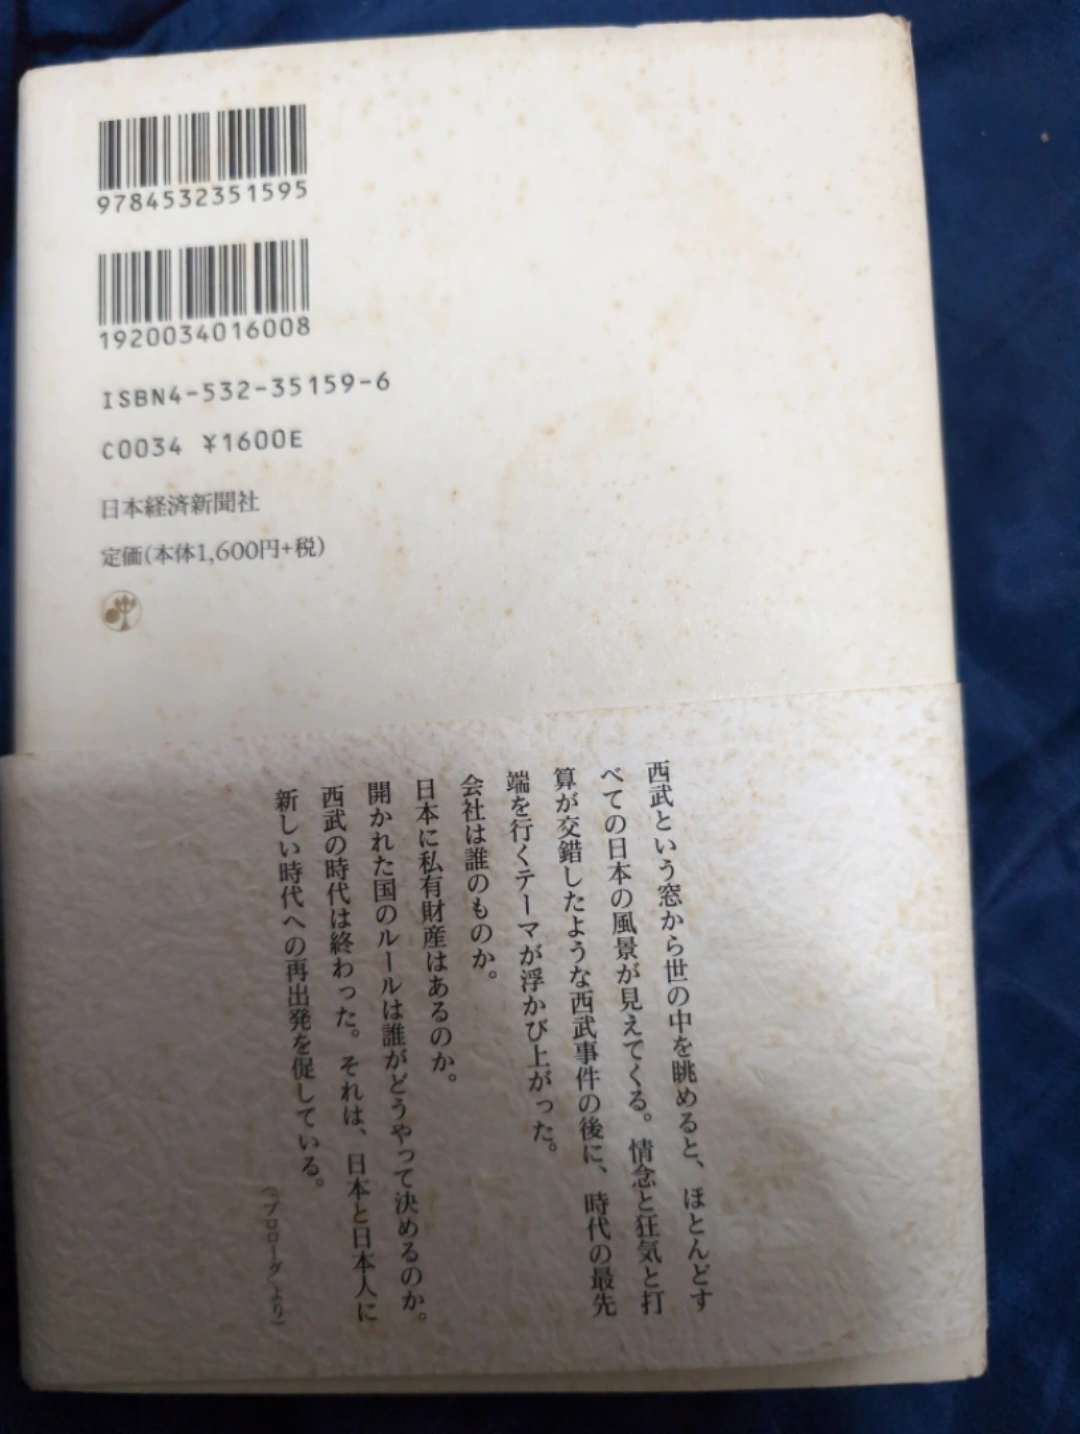 9784532351595
1920034016008
ISBN4-532-35159-6
C0034 ¥1600E
日本経済新聞社
定価(本体1,600円+税)
西武という窓から世の中を眺めると、ほとんどす
べての日本の風景が見えてくる。情念と狂気と打
算が交錯したような西武事件の後に、時代の最先
端を行くテーマが浮かび上がった。
会社は誰のものか。
日本に私有財産はあるのか。
開かれた国のルールは誰がどうやって決めるのか。
西武の時代は終わった。それは、日本と日本人に
新しい時代への再出発を促している。
(「プロローグ」より)